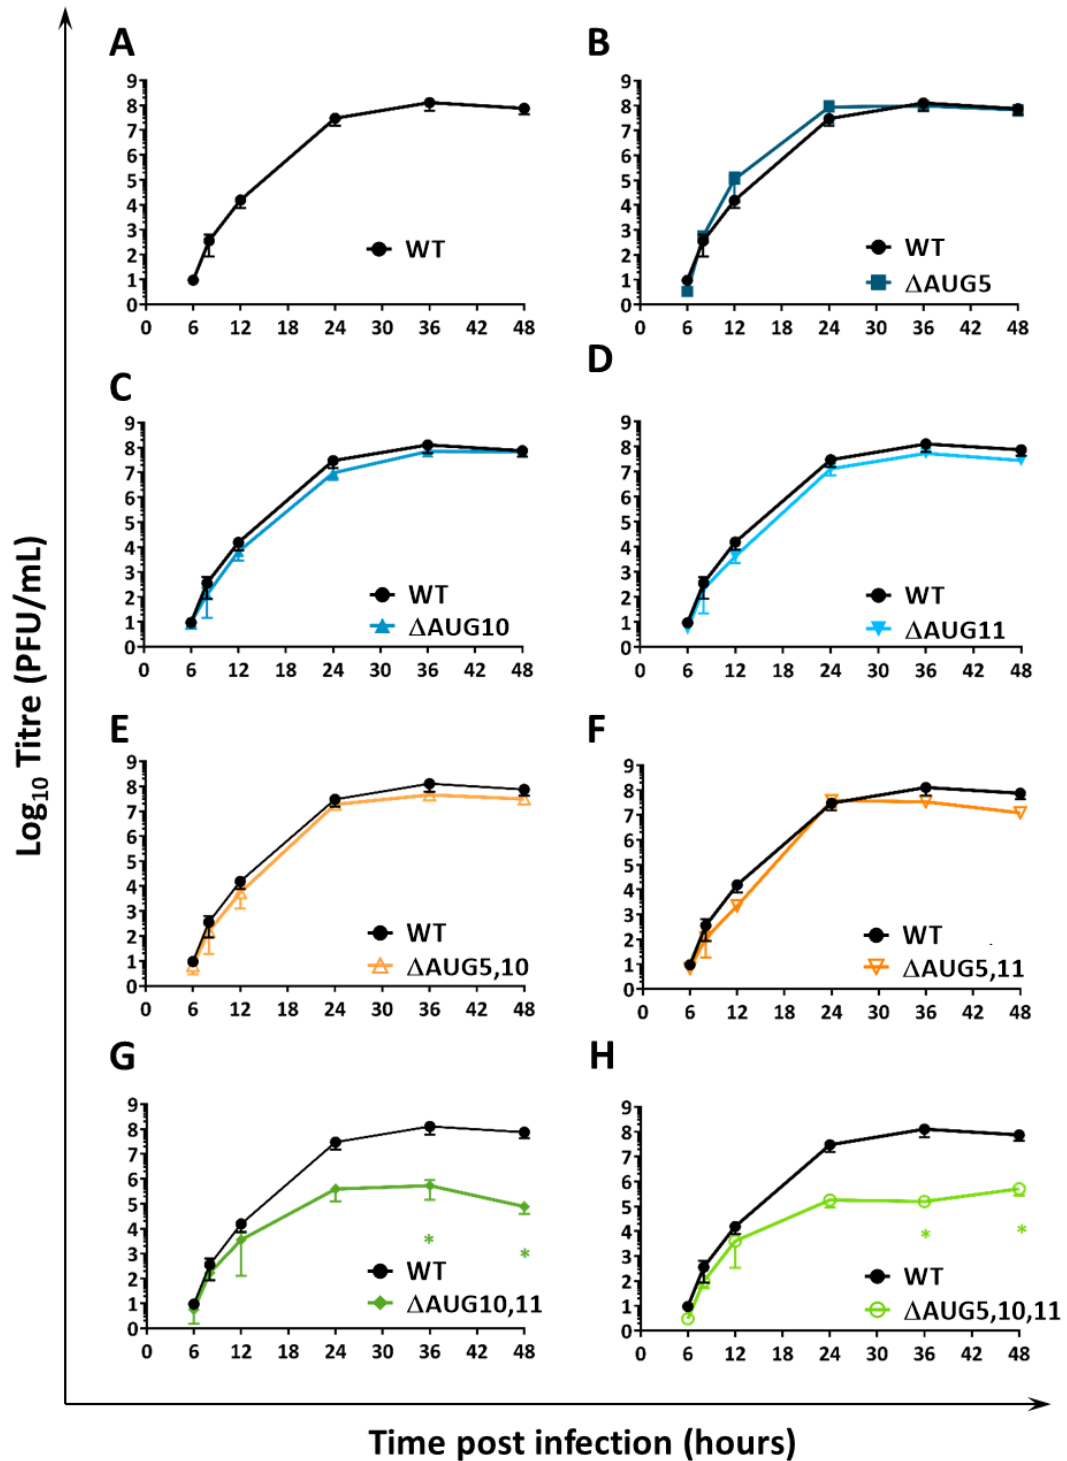 A
9
8
7
6
5
4
3
2
1
0
0 6 12 18 24 30 36 42 48
WT
B
9
8
7
6
5
4
3
2
1
0
0 6 12 18 24 30 36 42 48
WT
ΔAUG5
C
9
8
7
6
5
4
3
2
1
0
0 6 12 18 24 30 36 42 48
WT
ΔAUG10
D
9
8
7
6
5
4
3
2
1
0
0 6 12 18 24 30 36 42 48
WT
ΔAUG11
E
9
8
7
6
5
4
3
2
1
0
0 6 12 18 24 30 36 42 48
WT
ΔAUG5,10
F
9
8
7
6
5
4
3
2
1
0
0 6 12 18 24 30 36 42 48
WT
ΔAUG5,11
G
9
8
7
6
5
4
3
2
1
0
0 6 12 18 24 30 36 42 48
* *
WT
ΔAUG10,11
H
9
8
7
6
5
4
3
2
1
0
0 6 12 18 24 30 36 42 48
* *
WT
ΔAUG5,10,11
Log₁₀ Titre (PFU/mL)
Time post infection (hours)